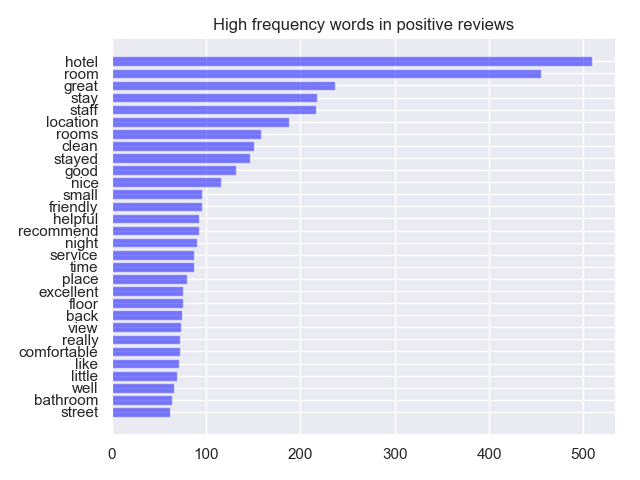 High frequency words in positive reviews
hotel
room
great
stay
staff
location
rooms
clean
stayed
good
nice
small
friendly
helpful
recommend
night
service
time
place
excellent
floor
back
view
really
comfortable
like
little
well
bathroom
street
0 100 200 300 400 500